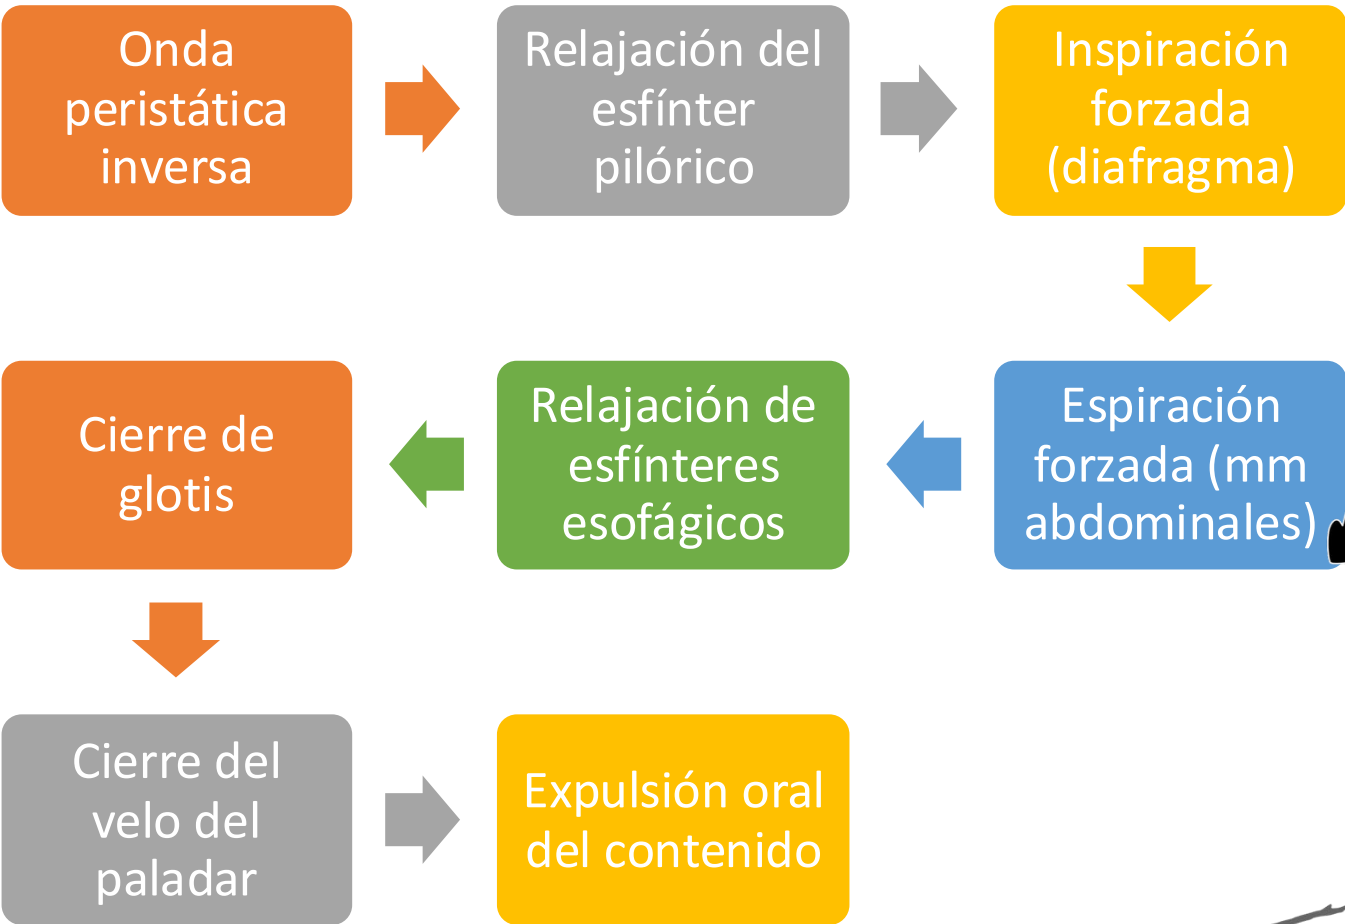 Onda
peristática
inversa
Relajación del
esfínter
pilórico
Inspiración
forzada
(diafragma)
Espiración
forzada (mm
abdominales)
Relajación de
esfínteres
esofágicos
Cierre de
glotis
Cierre del
velo del
paladar
Expulsión oral
del contenido